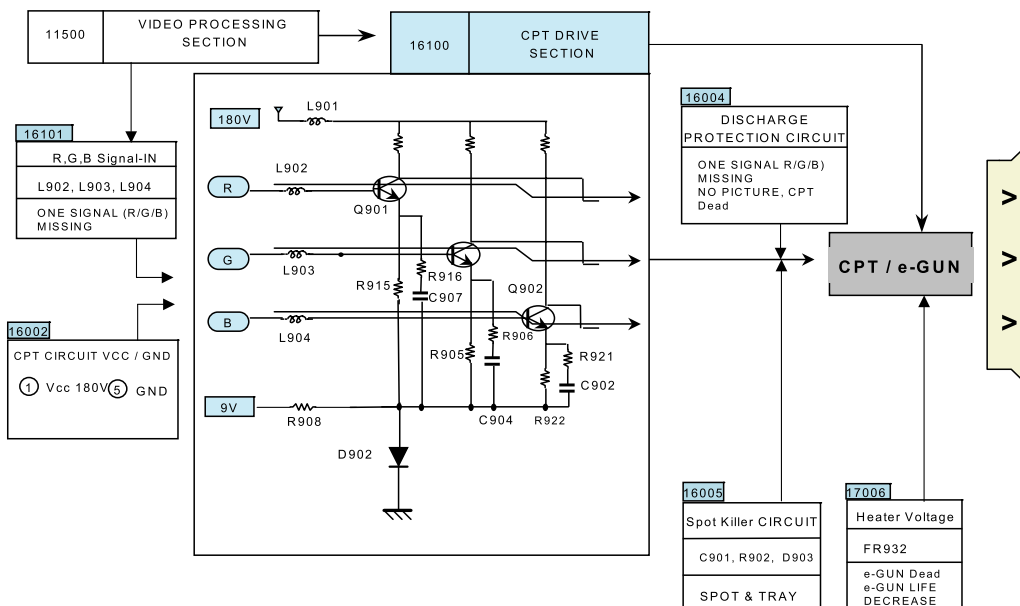 11500
VIDEO PROCESSING
SECTION
16100
CPT DRIVE
SECTION
16101
R,G,B Signal-IN
L902, L903, L904
ONE SIGNAL (R/G/B)
MISSING
16002
CPT CIRCUIT VCC / GND
1 Vcc 180V 5 GND
180V
L901
R
L902
Q901
G
L903
R915
R916
C907
Q902
B
L904
R905
R906
R921
C902
9V
R908
C904
R922
D902
16004
DISCHARGE
PROTECTION CIRCUIT
ONE SIGNAL R/G/B)
MISSING
NO PICTURE, CPT
Dead
CPT / e-GUN
>
>
>
16005
Spot Killer CIRCUIT
C901, R902, D903
SPOT & TRAY
17006
Heater Voltage
FR932
e-GUN Dead
e-GUN LIFE
DECREASE